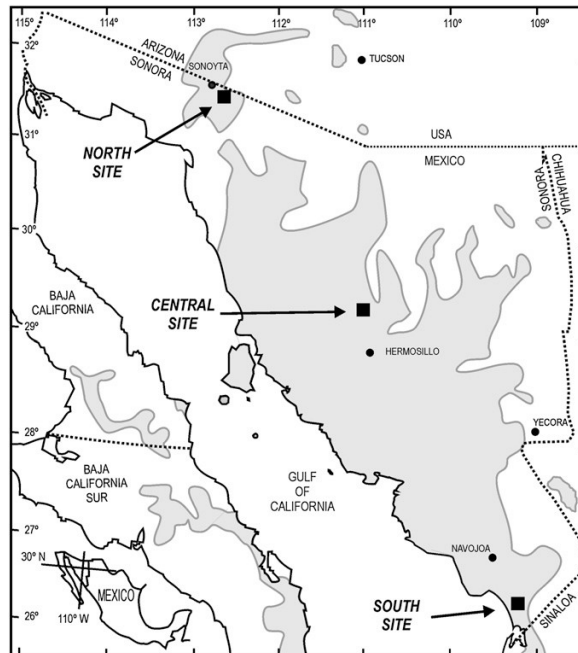 115°
114°
113°
112°
111°
110°
109°
32°
ARIZONA
SONORA
SONOYTA
TUCSON
31°
NORTH
SITE
USA
MEXICO
CHIHUAHUA
SONORA
30°
BAJA
CALIFORNIA
CENTRAL
SITE
29°
HERMOSILLO
28°
YECORA
BAJA
CALIFORNIA
SUR
GULF
OF
CALIFORNIA
27°
NAVOJOA
30° N
MEXICO
110° W
SOUTH
SITE
SINALOA
26°